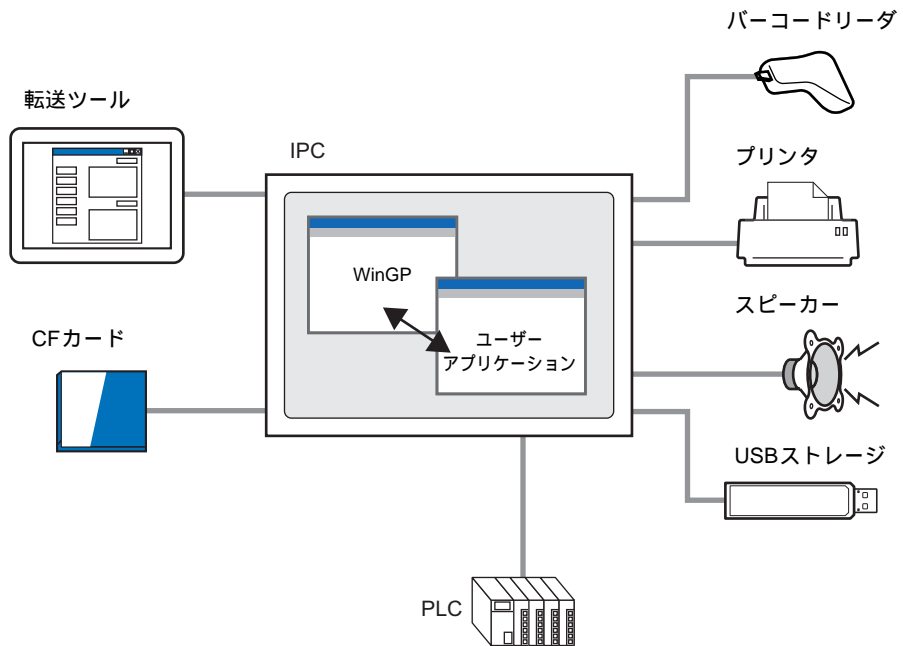 バーコードリーダ
転送ツール
IPC
プリンタ
WinGP
スピーカー
CFカード
ユーザー
アプリケーション
USBストレージ
PLC